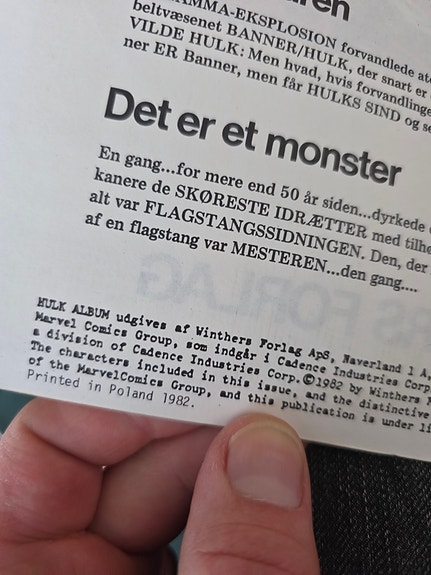 AMMA-EKSPLOSION forvandlede
beltvæsenet BANNER/HULK, der snart er
VILDE HULK: Men hvad, hvis forvandlinge
ner ER Banner, men får HULKS SIND og
Det er et monster
En gang...for mere end 50 år siden...dyrkede
kanere de SKØRESTE IDRÆTTER med
alt var FLAGSTANGSSIDNINGEN. Den, der
af en flagstang var MESTEREN...den gang....
HULK ALBUM udgives af Winthers Forlag ApS, Naverland 1 A,
Marvel Comics Group, som indgår i Cadence Industries Corp
a division of Cadence Industries Corp. ©1982 by Winthers
The characters included in this issue, and the distinctive
of the MarvelComics Group, and this publication is under
Printed in Poland 1982.